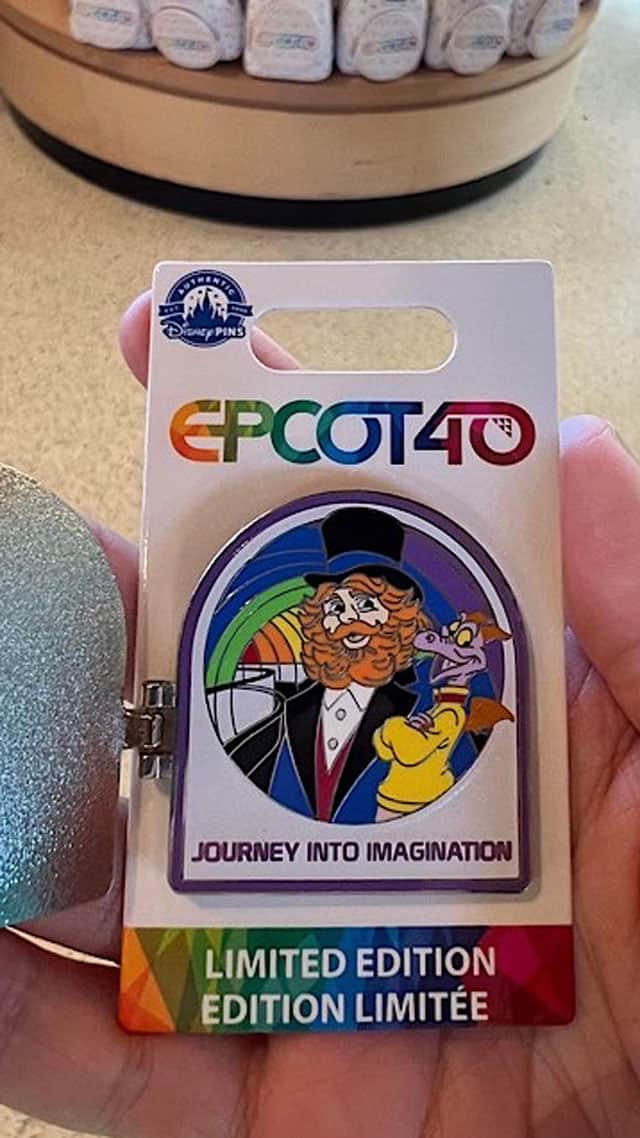 AUTHENTIC
Disney PINS
EPCOT40
JOURNEY INTO IMAGINATION
LIMITED EDITION
EDITION LIMITÉE